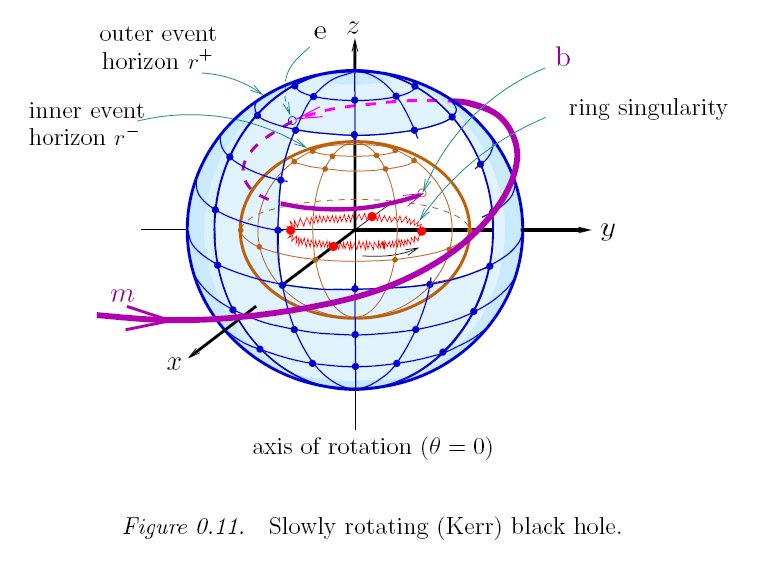 outer event
horizon r⁺
e
z
b
inner event
horizon r⁻
ring singularity
y
m
x
axis of rotation (θ = 0)
Figure 0.11. Slowly rotating (Kerr) black hole.